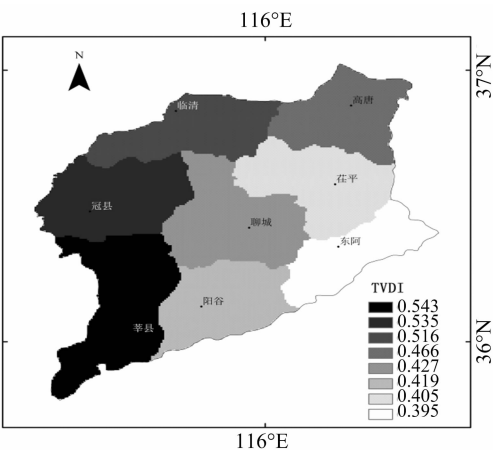 116°E
N
37°N
临清
高唐
茌平
冠县
聊城
东阿
TVDI
阳谷
0.543
0.535
莘县
0.516
36°N
0.466
0.427
0.419
0.405
0.395
116°E